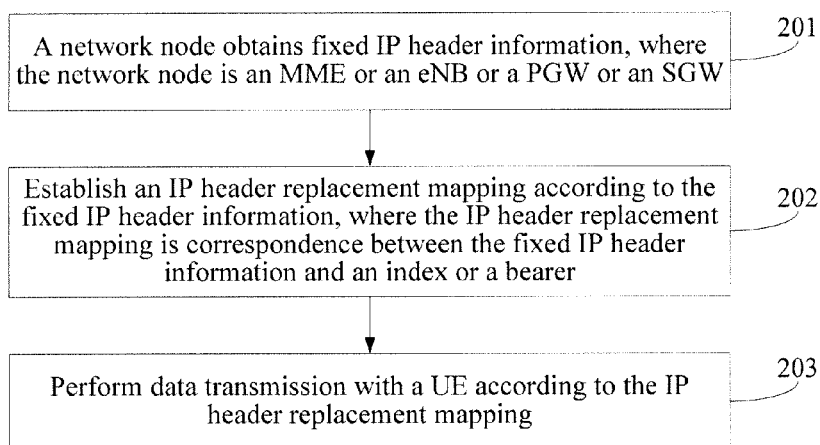 201
A network node obtains fixed IP header information, where
the network node is an MME or an eNB or a PGW or an SGW
202
Establish an IP header replacement mapping according to the
fixed IP header information, where the IP header replacement
mapping is correspondence between the fixed IP header
information and an index or a bearer
203
Perform data transmission with a UE according to the IP
header replacement mapping